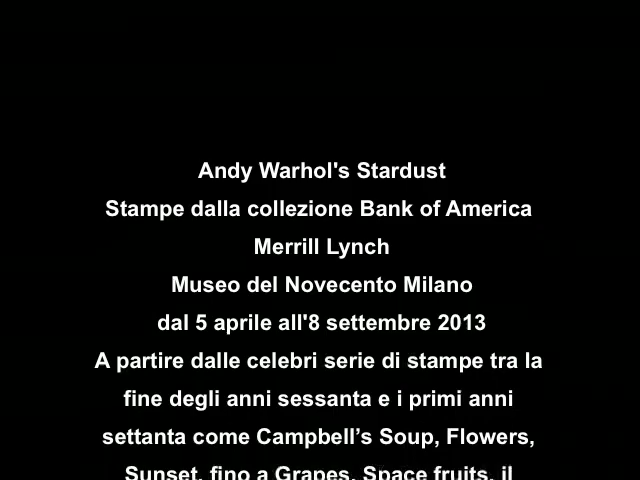 Andy Warhol's Stardust
Stampe dalla collezione Bank of America
Merrill Lynch
Museo del Novecento Milano
dal 5 aprile all'8 settembre 2013
A partire dalle celebri serie di stampe tra la
fine degli anni sessanta e i primi anni
settanta come Campbell’s Soup, Flowers,
Sunset, fino a Grapes, Space fruits, il